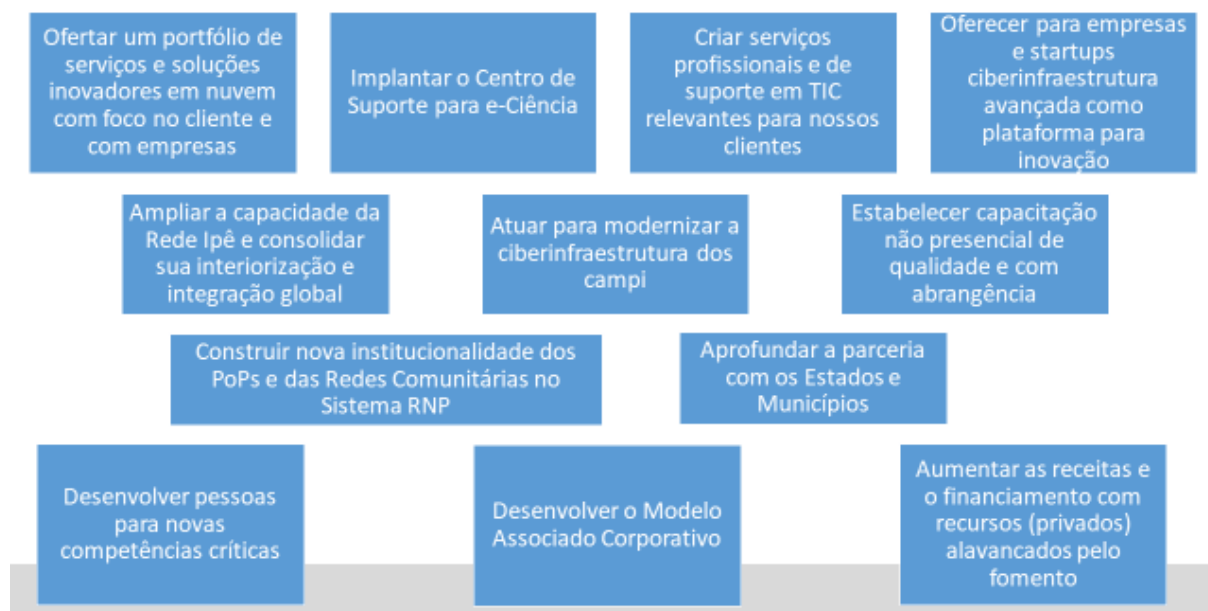 Ofertar um portfólio de
serviços e soluções
inovadores em nuvem
com foco no cliente e
com empresas
Implantar o Centro de
Suporte para e-Ciência
Criar serviços
profissionais e de
suporte em TIC
relevantes para nossos
clientes
Oferecer para empresas
e startups
ciberinfraestrutura
avançada como
plataforma para
inovação
Ampliar a capacidade da
Rede Ipê e consolidar
sua interiorização e
integração global
Atuar para modernizar a
ciberinfraestrutura dos
campi
Estabelecer capacitação
não presencial de
qualidade e com
abrangência
Construir nova institucionalidade dos
PoPs e das Redes Comunitárias no
Sistema RNP
Aprofundar a parceria
com os Estados e
Municípios
Desenvolver pessoas
para novas
competências críticas
Desenvolver o Modelo
Associado Corporativo
Aumentar as receitas e
o financiamento com
recursos (privados)
alavancados pelo
fomento